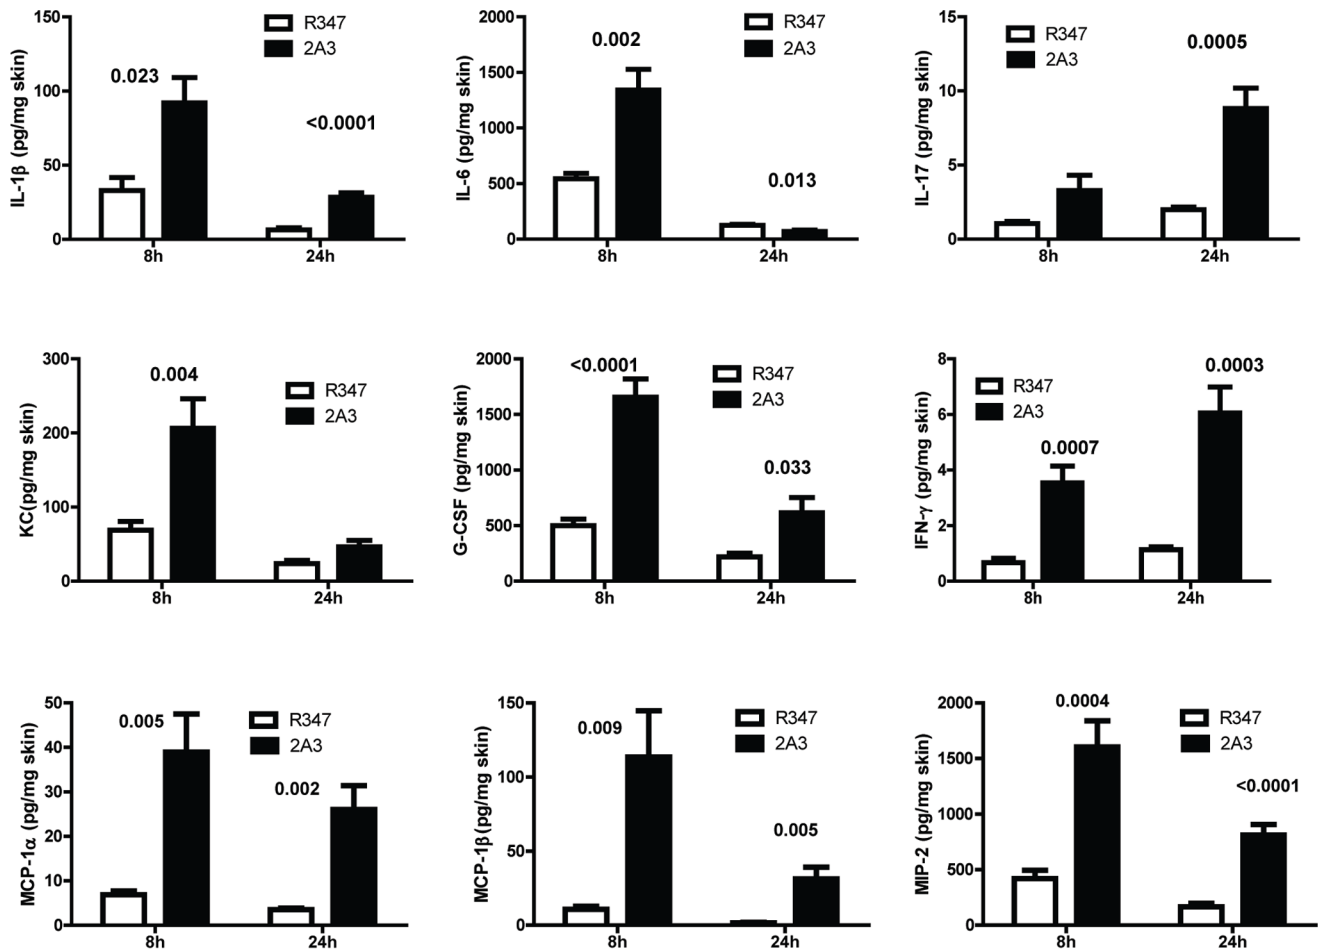 IL-1β (pg/mg skin)
150
100
50
0
R347
2A3
0.023
<0.0001
8h
24h
IL-6 (pg/mg skin)
2000
1500
1000
500
0
R347
2A3
0.002
0.013
8h
24h
IL-17 (pg/mg skin)
15
10
5
0
R347
2A3
0.0005
8h
24h
KC(pg/mg skin)
300
200
100
0
R347
2A3
0.004
8h
24h
G-CSF (pg/mg skin)
2000
1500
1000
500
0
R347
2A3
<0.0001
0.033
8h
24h
IFN-γ (pg/mg skin)
8
6
4
2
0
R347
2A3
0.0007
0.0003
8h
24h
MCP-1α (pg/mg skin)
50
40
30
20
10
0
R347
2A3
0.005
0.002
8h
24h
MCP-1β (pg/mg skin)
150
100
50
0
R347
2A3
0.009
0.005
8h
24h
MIP-2 (pg/mg skin)
2000
1500
1000
500
0
R347
2A3
0.0004
<0.0001
8h
24h